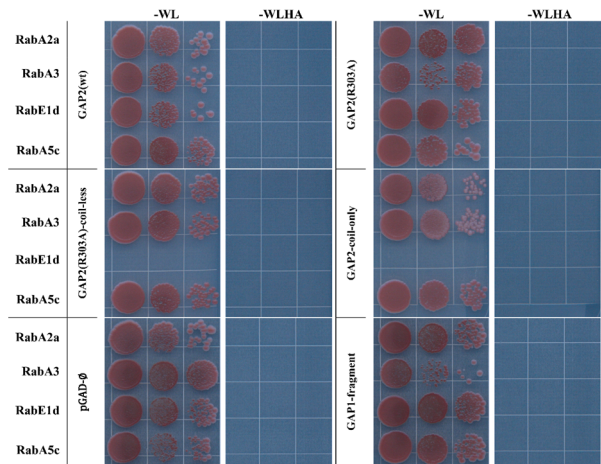 -WL -WLHA -WL -WLHA
RabA2a
RabA3
RabE1d
RabA5c
GAP2(wt)
GAP2(R303A)
RabA2a
RabA3
RabE1d
RabA5c
GAP2(R303A)-coil-less
GAP2-coil-only
RabA2a
RabA3
RabE1d
RabA5c
pGAD-Ø
GAP1-fragment